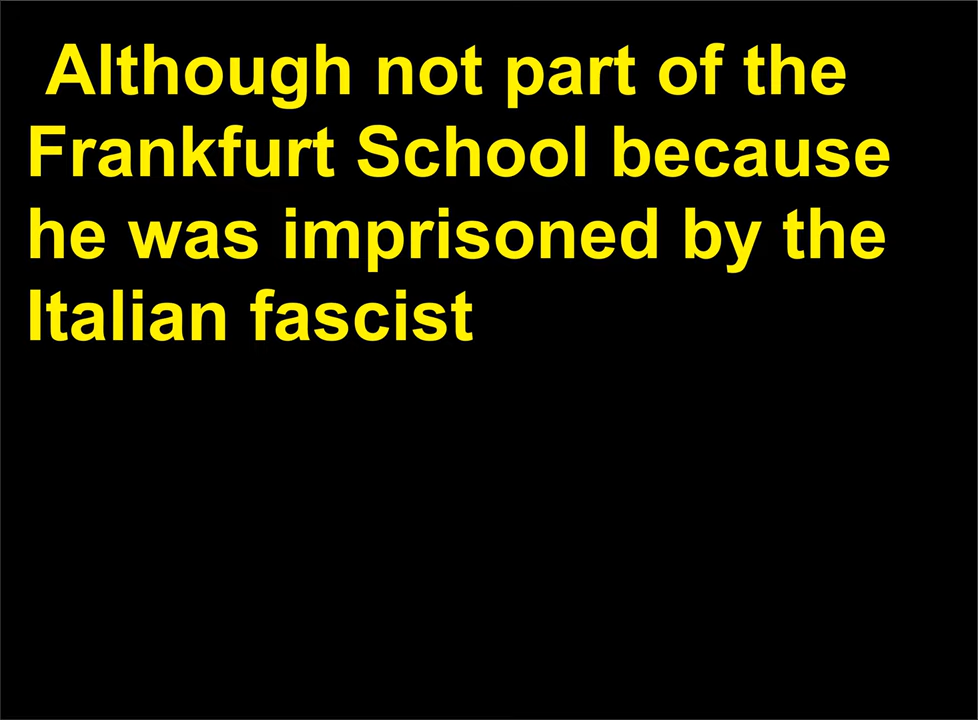 Although not part of the
Frankfurt School because
he was imprisoned by the
Italian fascist